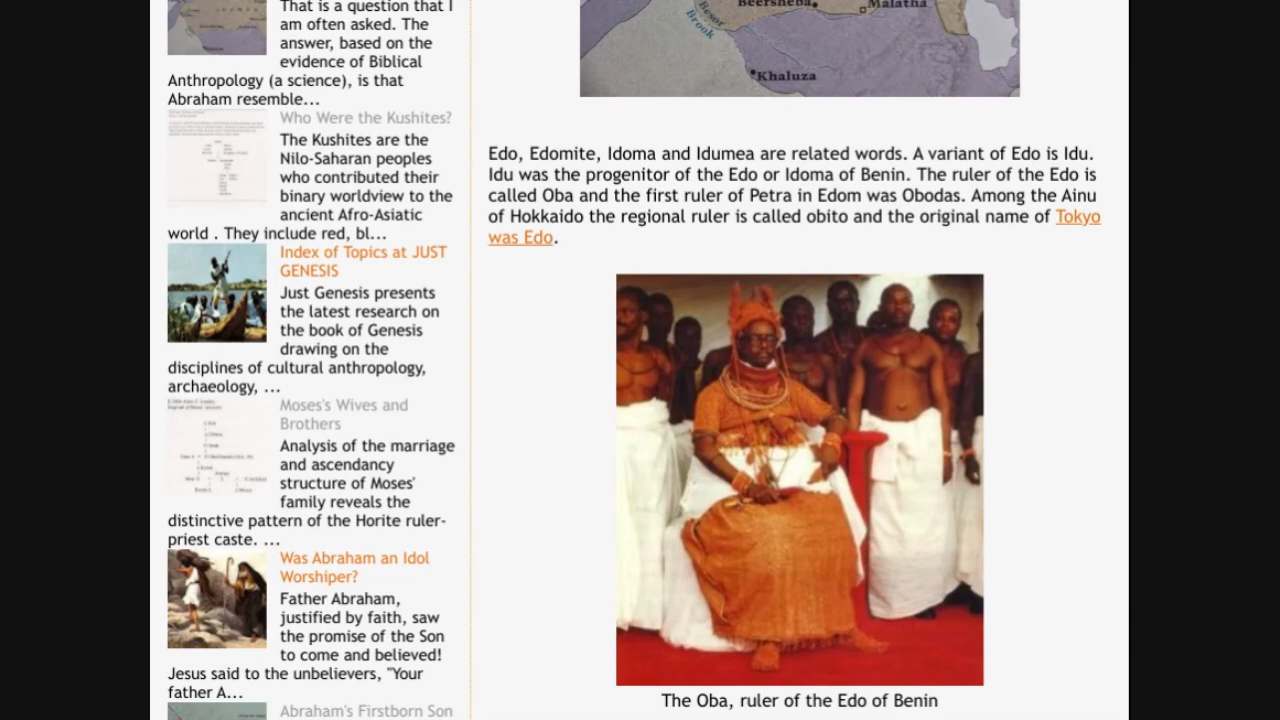 That is a question that I
am often asked. The
answer, based on the
evidence of Biblical
Anthropology (a science), is that
Abraham resemble...
Who Were the Kushites?
The Kushites are the
Nilo-Saharan peoples
who contributed their
binary worldview to the
ancient Afro-Asiatic
world . They include red, bl...
Index of Topics at JUST
GENESIS
Just Genesis presents
the latest research on
the book of Genesis
drawing on the
disciplines of cultural anthropology,
archaeology, ...
Moses's Wives and
Brothers
Analysis of the marriage
and ascendancy
structure of Moses'
family reveals the
distinctive pattern of the Horite ruler-
priest caste. ...
Was Abraham an Idol
Worshiper?
Father Abraham,
justified by faith, saw
the promise of the Son
to come and believed!
Jesus said to the unbelievers, "Your
father A...
Abraham's Firstborn Son
Beersheba
Malatha
Besor
Brook
Khaluza
Edo, Edomite, Idoma and Idumea are related words. A variant of Edo is Idu.
Idu was the progenitor of the Edo or Idoma of Benin. The ruler of the Edo is
called Oba and the first ruler of Petra in Edom was Obodas. Among the Ainu
of Hokkaido the regional ruler is called obito and the original name of Tokyo
was Edo.
The Oba, ruler of the Edo of Benin